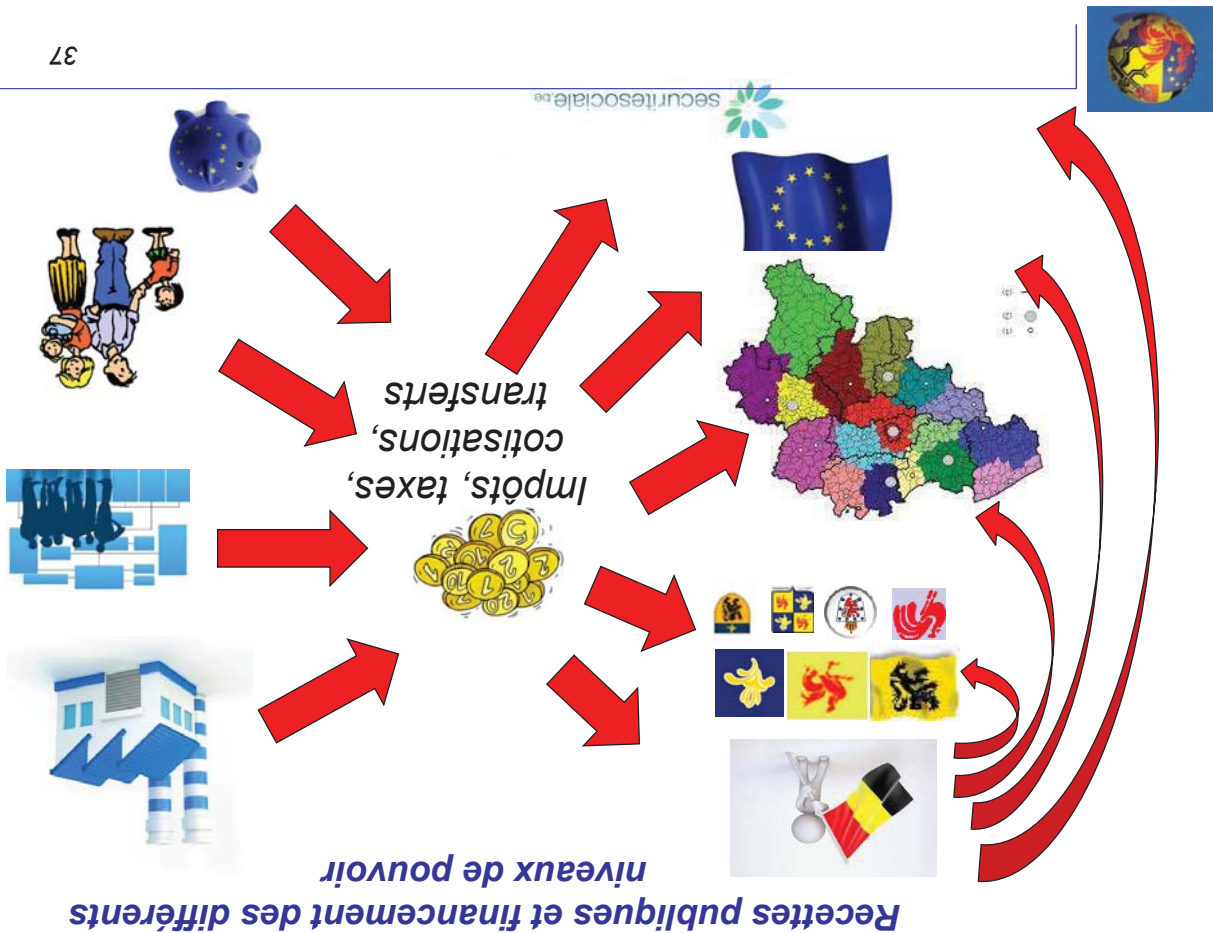 Recettes publiques et financement des différents
niveaux de pouvoir
Impôts, taxes,
cotisations,
transferts
securitesociale.be
37